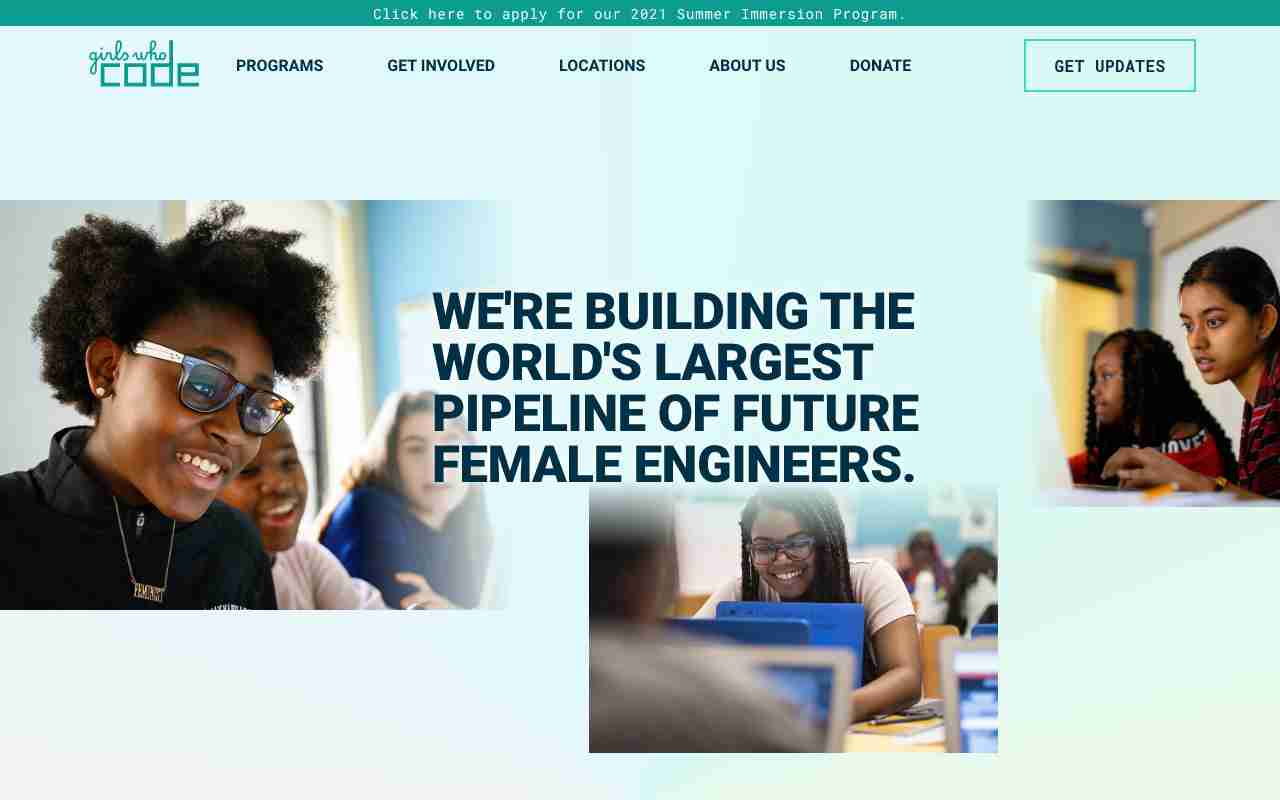 Click here to apply for our 2021 Summer Immersion Program.
girls who
code
PROGRAMS
GET INVOLVED
LOCATIONS
ABOUT US
DONATE
GET UPDATES
WE'RE BUILDING THE
WORLD'S LARGEST
PIPELINE OF FUTURE
FEMALE ENGINEERS.
FEMINIST